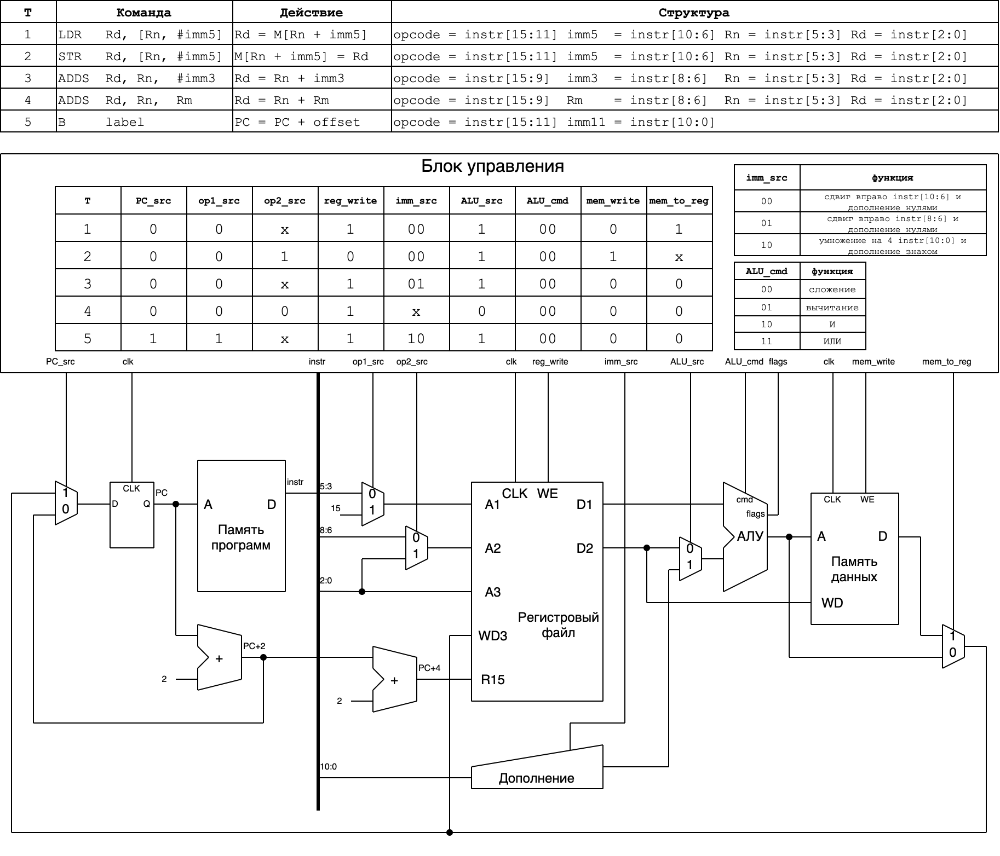 T Команда Действие Структура
1 LDR Rd, [Rn, #imm5] Rd = M[Rn + imm5] opcode = instr[15:11] imm5 = instr[10:6] Rn = instr[5:3] Rd = instr[2:0]
2 STR Rd, [Rn, #imm5] M[Rn + imm5] = Rd opcode = instr[15:11] imm5 = instr[10:6] Rn = instr[5:3] Rd = instr[2:0]
3 ADDS Rd, Rn, #imm3 Rd = Rn + imm3 opcode = instr[15:9] imm3 = instr[8:6] Rn = instr[5:3] Rd = instr[2:0]
4 ADDS Rd, Rn, Rm Rd = Rn + Rm opcode = instr[15:9] Rm = instr[8:6] Rn = instr[5:3] Rd = instr[2:0]
5 B label PC = PC + offset opcode = instr[15:11] imm11 = instr[10:0]
Блок управления
T PC_src op1_src op2_src reg_write imm_src ALU_src ALU_cmd mem_write mem_to_reg
1 0 0 x 1 00 1 00 0 1
2 0 0 1 0 00 1 00 1 x
3 0 0 x 1 01 1 00 0 0
4 0 0 0 1 x 0 00 0 0
5 1 1 x 1 10 1 00 0 0
imm_src функция
00 сдвиг вправо instr[10:6] и
дополнение нулями
01 сдвиг вправо instr[8:6] и
дополнение нулями
10 умножение на 4 instr[10:0] и
дополнение знаком
ALU_cmd функция
00 сложение
01 вычитание
10 И
11 ИЛИ
PC_src clk instr op1_src op2_src clk reg_write imm_src ALU_src ALU_cmd flags clk mem_write mem_to_reg
1
0
CLK
D Q
PC
A D
Память
программ
instr
5:3
15
0
1
8:6
0
1
2:0
CLK WE
A1 D1
A2 D2
A3
Регистровый
файл
WD3
R15
0
1
cmd
flags
АЛУ
CLK WE
A D
Память
данных
WD
1
0
+
2
PC+2
+
2
PC+4
10:0
Дополнение